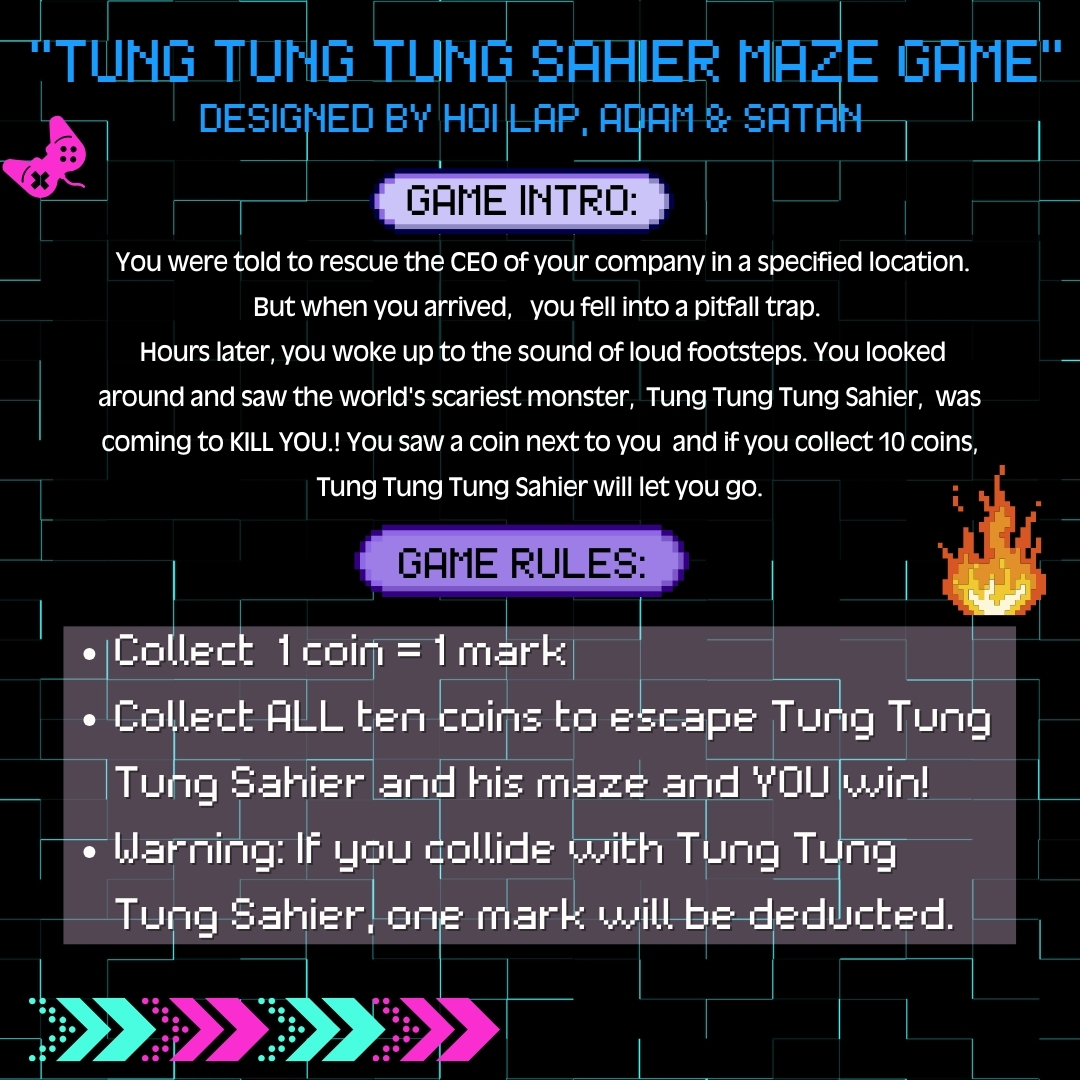 "TUNG TUNG TUNG SAHIER MAZE GAME"
DESIGNED BY HOI LAP, ADAM & SATAN
GAME INTRO:
You were told to rescue the CEO of your company in a specified location.
But when you arrived, you fell into a pitfall trap.
Hours later, you woke up to the sound of loud footsteps. You looked
around and saw the world's scariest monster, Tung Tung Tung Sahier, was
coming to KILL YOU.! You saw a coin next to you and if you collect 10 coins,
Tung Tung Tung Sahier will let you go.
GAME RULES:
• Collect 1 coin = 1 mark
• Collect ALL ten coins to escape Tung Tung
Tung Sahier and his maze and YOU win!
• Warning: If you collide with Tung Tung
Tung Sahier, one mark will be deducted.